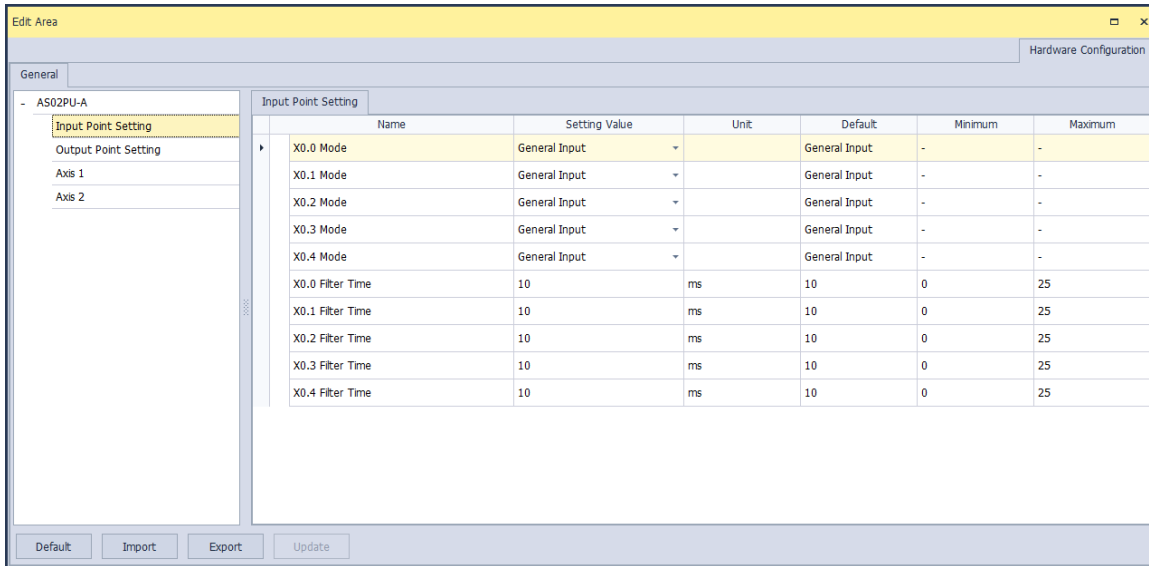 Edit Area
Hardware Configuration
General
- AS02PU-A
Input Point Setting
Output Point Setting
Axis 1
Axis 2
Input Point Setting
Name Setting Value Unit Default Minimum Maximum
X0.0 Mode General Input General Input - -
X0.1 Mode General Input General Input - -
X0.2 Mode General Input General Input - -
X0.3 Mode General Input General Input - -
X0.4 Mode General Input General Input - -
X0.0 Filter Time 10 ms 10 0 25
X0.1 Filter Time 10 ms 10 0 25
X0.2 Filter Time 10 ms 10 0 25
X0.3 Filter Time 10 ms 10 0 25
X0.4 Filter Time 10 ms 10 0 25
Default Import Export Update